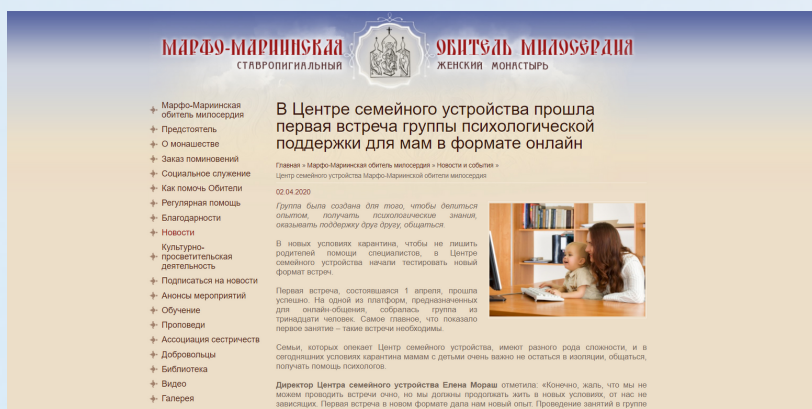 МАРФО-МАРИИНСКАЯ ОБИТЕЛЬ МИЛОСЕРДИЯ
СТАВРОПИГИАЛЬНЫЙ ЖЕНСКИЙ МОНАСТЫРЬ
Марфо-Мариинская
обитель милосердия
Предстоятель
О монашестве
Заказ поминовений
Социальное служение
Как помочь Обители
Регулярная помощь
Благодарности
Новости
Культурно-
просветительская
деятельность
Подписаться на новости
Анонсы мероприятий
Обучение
Проповеди
Ассоциация сестричеств
Добровольцы
Библиотека
Видео
Галерея
В Центре семейного устройства прошла
первая встреча группы психологической
поддержки для мам в формате онлайн
Главная » Марфо-Мариинская обитель милосердия » Новости и события »
Центр семейного устройства Марфо-Мариинской обители милосердия
02.04.2020
Группа была создана для того, чтобы делиться
опытом, получать психологические знания,
оказывать поддержку друг другу, общаться.
В новых условиях карантина, чтобы не лишить
родителей помощи специалистов, в Центре
семейного устройства начали тестировать новый
формат встреч.
Первая встреча, состоявшаяся 1 апреля, прошла
успешно. На одной из платформ, предназначенных
для онлайн-общения, собралась группа из
тринадцати человек. Самое главное, что показало
первое занятие – такие встречи необходимы.
Семьи, которых опекает Центр семейного устройства, имеют разного рода сложности, и в
сегодняшних условиях карантина мамам с детьми очень важно не остаться в изоляции, общаться,
получать помощь психологов.
Директор Центра семейного устройства Елена Мораш отметила: «Конечно, жаль, что мы не
можем проводить встречи очно, но мы должны продолжать жить в новых условиях, от нас не
зависящих. Первая встреча в новом формате дала нам новый опыт. Проведение занятий в группе